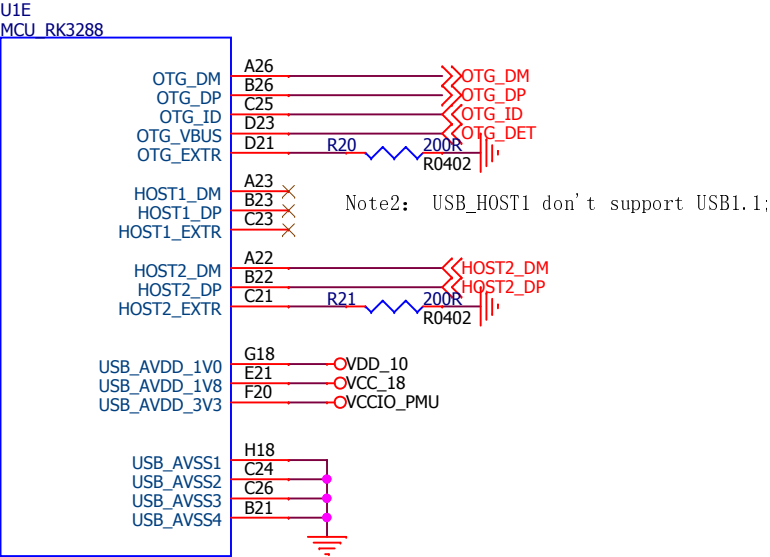 U1E
MCU_RK3288
OTG_DM A26 OTG_DM
OTG_DP B26 OTG_DP
OTG_ID C25 OTG_ID
OTG_VBUS D23 OTG_DET
OTG_EXTR D21 R20 200R
R0402
HOST1_DM A23
HOST1_DP B23 Note2: USB_HOST1 don't support USB1.1;
HOST1_EXTR C23
HOST2_DM A22 HOST2_DM
HOST2_DP B22 HOST2_DP
HOST2_EXTR C21 R21 200R
R0402
USB_AVDD_1V0 G18 VDD_10
USB_AVDD_1V8 E21 VCC_18
USB_AVDD_3V3 F20 VCCIO_PMU
USB_AVSS1 H18
USB_AVSS2 C24
USB_AVSS3 C26
USB_AVSS4 B21